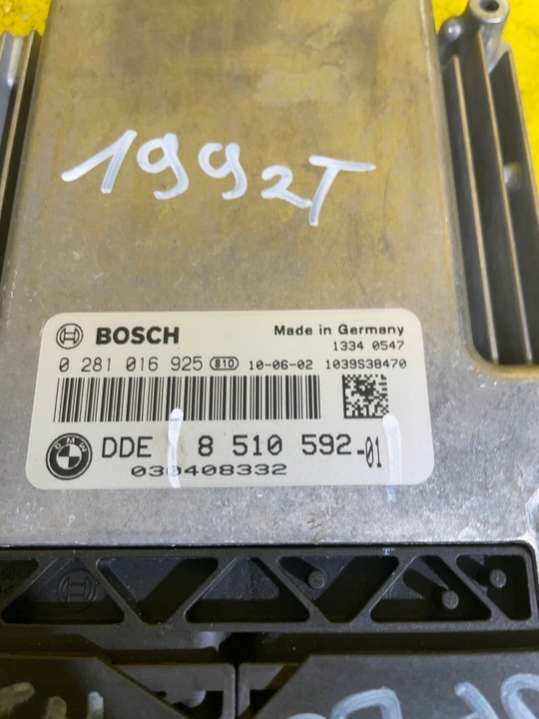 1992T
BOSCH Made in Germany
1334 0547
0 281 016 925 B10 10-06-02 1039S38470
BMW DDE 8 510 592-01
030408332